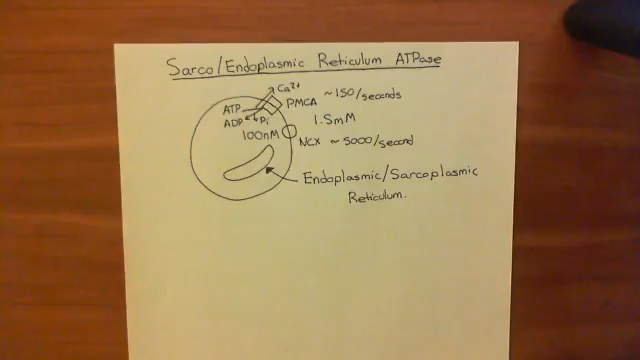 Sarco/Endoplasmic Reticulum ATPase
Ca2+
ATP
PMCA ~150/seconds
ADP Pi
1.5mM
100nM
NCX ~5000/second
Endoplasmic/Sarcoplasmic
Reticulum.